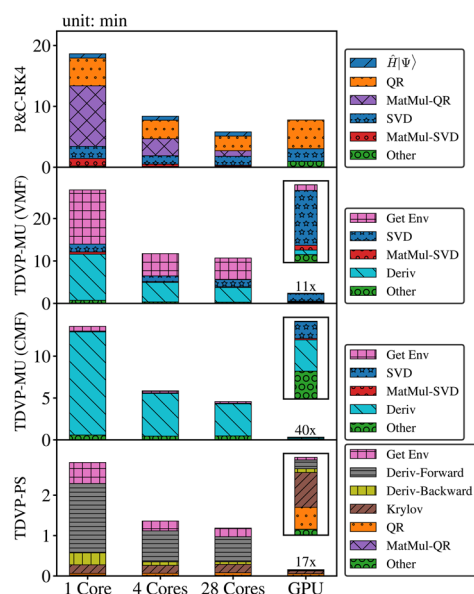 unit: min
P&C-RK4
20
10
0
Ĥ|Ψ⟩
QR
MatMul-QR
SVD
MatMul-SVD
Other
TDVP-MU (VMF)
20
10
0
11x
Get Env
SVD
MatMul-SVD
Deriv
Other
TDVP-MU (CMF)
10
5
0
40x
Get Env
SVD
MatMul-SVD
Deriv
Other
TDVP-PS
2
1
0
17x
Get Env
Deriv-Forward
Deriv-Backward
Krylov
QR
MatMul-QR
Other
1 Core 4 Cores 28 Cores GPU